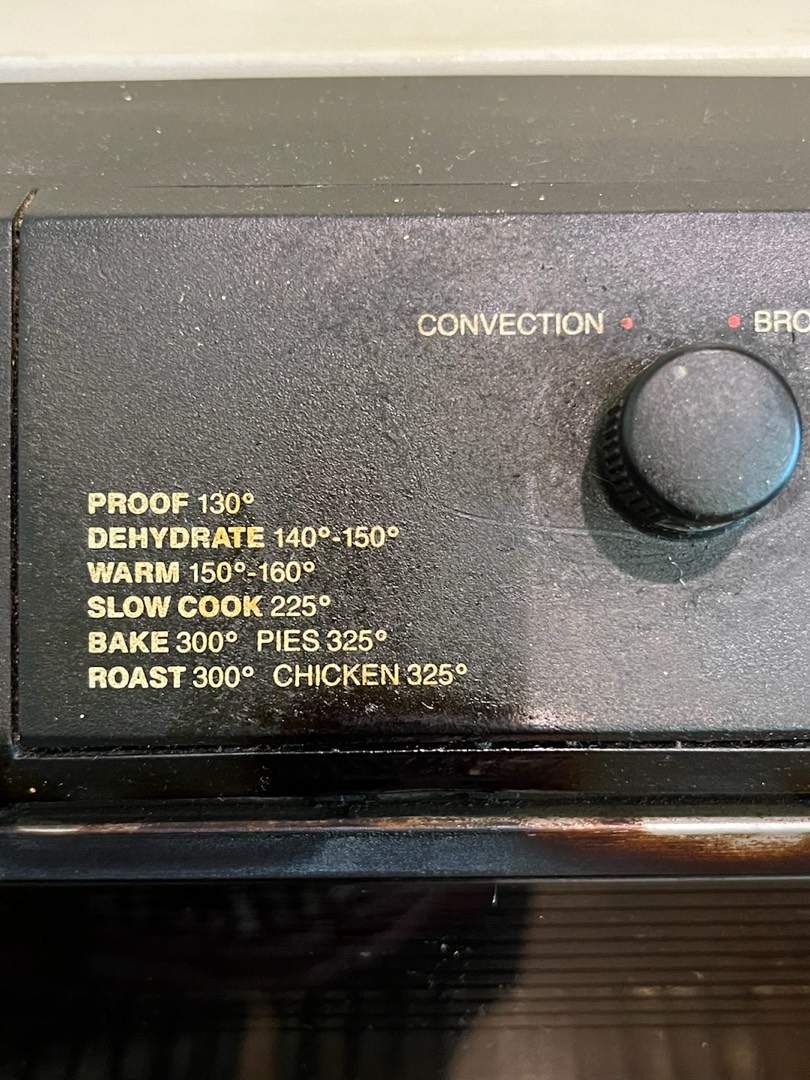 CONVECTION
PROOF 130°
DEHYDRATE 140°-150°
WARM 150°-160°
SLOW COOK 225°
BAKE 300° PIES 325°
ROAST 300° CHICKEN 325°